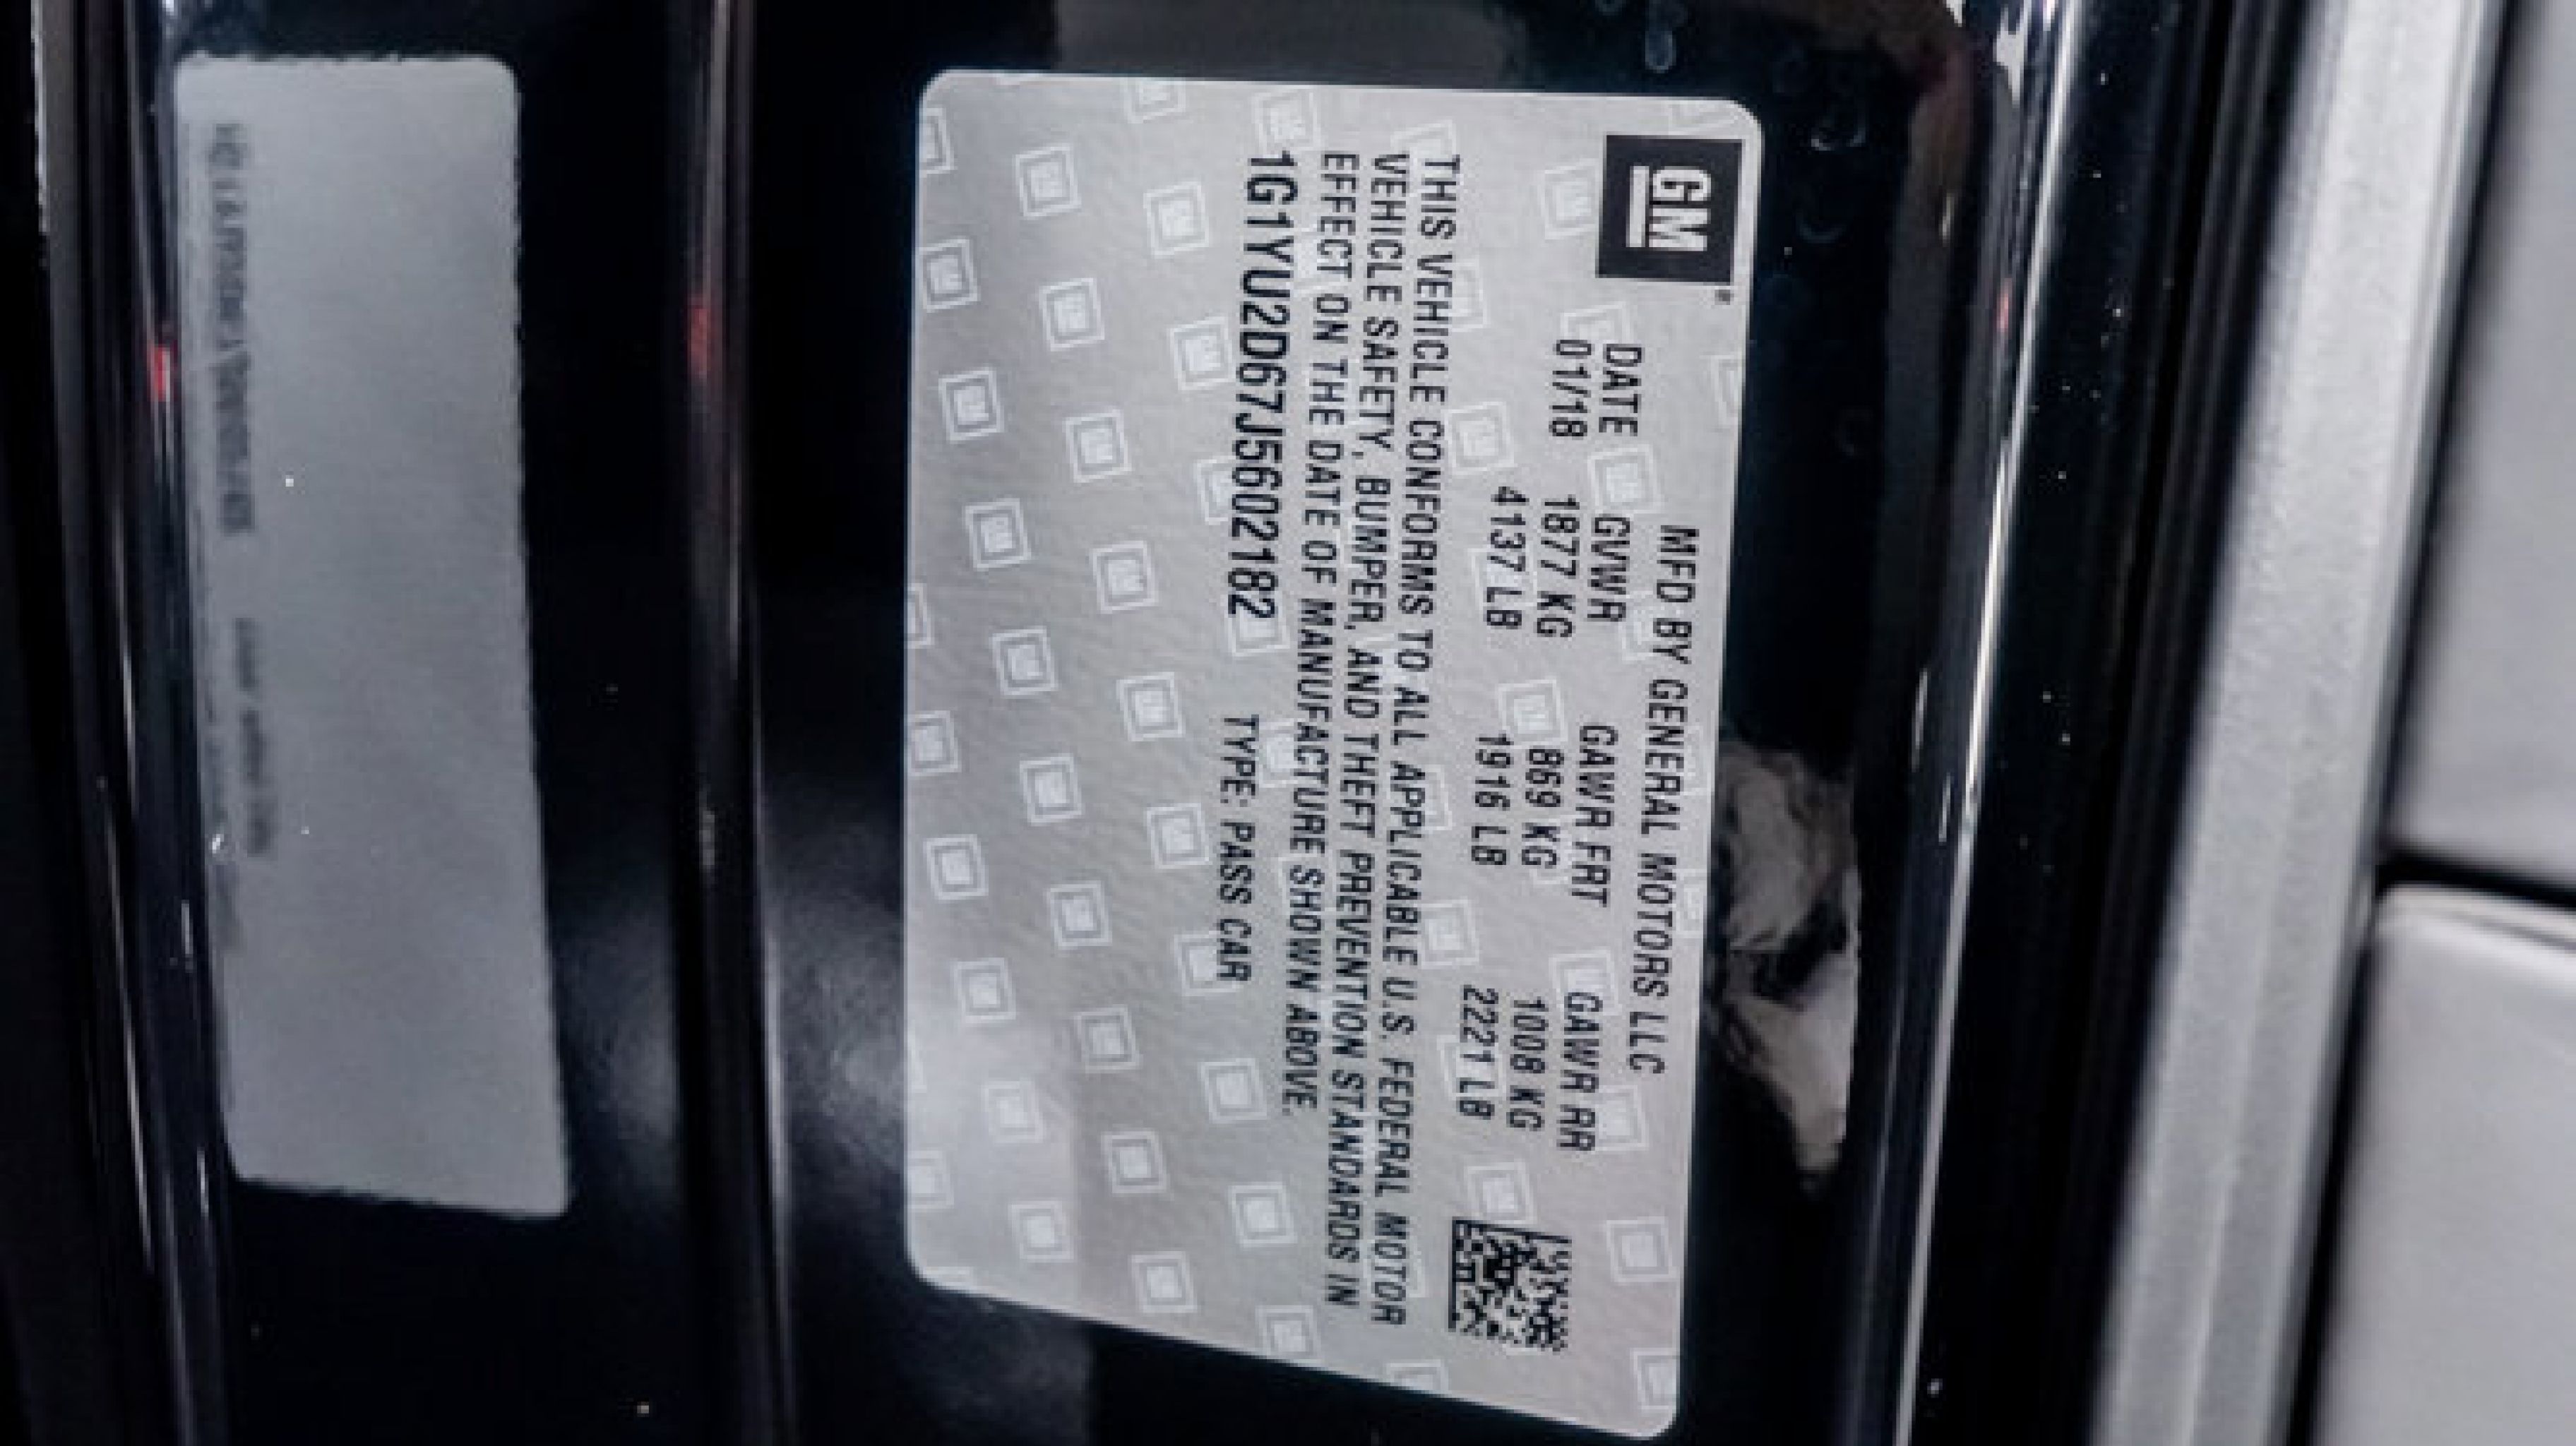 GM
MFD BY GENERAL MOTORS LLC
DATE GVWR GAWR FRT GAWR RR
01/18 1877 KG 869 KG 1008 KG
4137 LB 1916 LB 2221 LB
THIS VEHICLE CONFORMS TO ALL APPLICABLE U.S. FEDERAL MOTOR
VEHICLE SAFETY, BUMPER, AND THEFT PREVENTION STANDARDS IN
EFFECT ON THE DATE OF MANUFACTURE SHOWN ABOVE.
1G1YU2D67J5602182 TYPE: PASS CAR